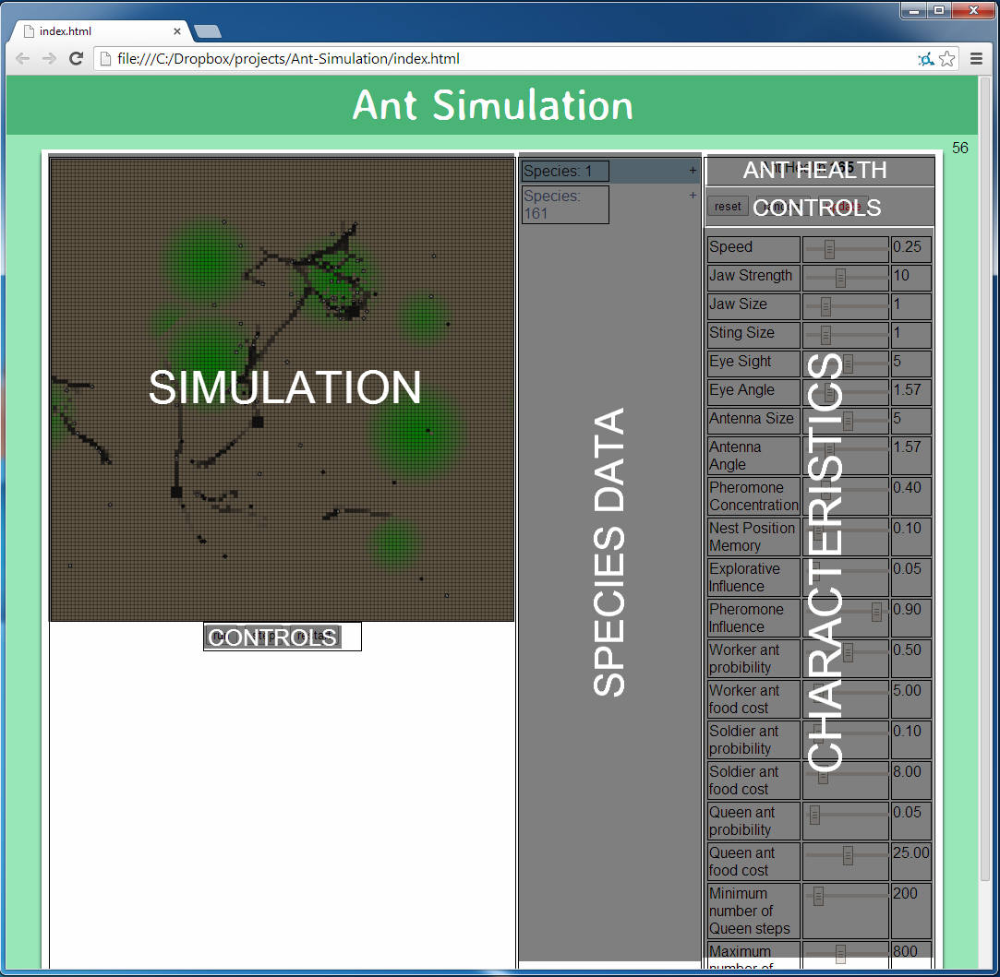 index.html
file:///C:/Dropbox/projects/Ant-Simulation/index.html
Ant Simulation
56
SIMULATION
CONTROLS
Species: 1 +
Species: +
161
SPECIES DATA
ANT HEALTH
165
reset
CONTROLS
update
CHARACTERISTICS
Speed 0.25
Jaw Strength 10
Jaw Size 1
Sting Size 1
Eye Sight 5
Eye Angle 1.57
Antenna Size 5
Antenna 1.57
Angle
Pheromone 0.40
Concentration
Nest Position 0.10
Memory
Explorative 0.05
Influence
Pheromone 0.90
Influence
Worker ant 0.50
probibility
Worker ant 5.00
food cost
Soldier ant 0.10
probibility
Soldier ant 8.00
food cost
Queen ant 0.05
probibility
Queen ant 25.00
food cost
Minimum 200
number of
Queen steps
Maximum 800
number of